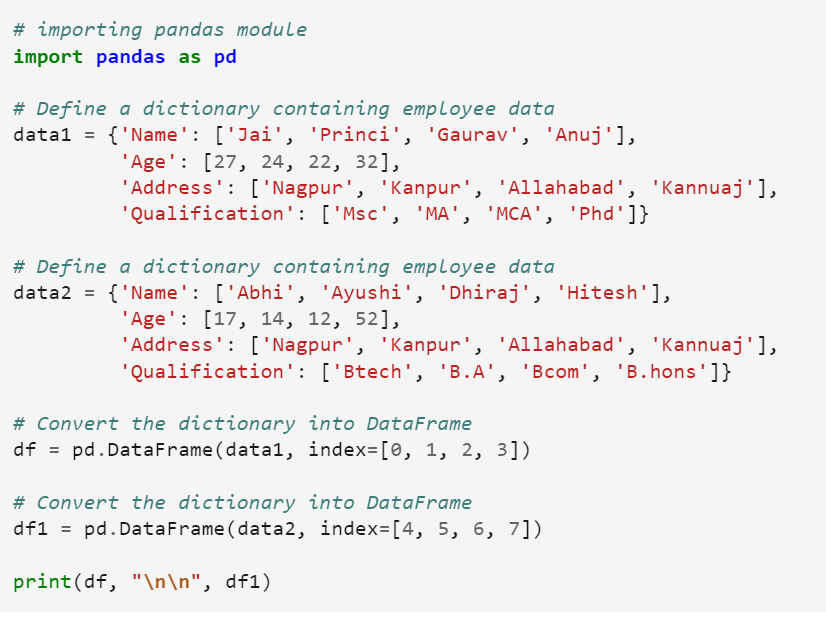 # importing pandas module
import pandas as pd
# Define a dictionary containing employee data
data1 = {'Name': ['Jai', 'Princi', 'Gaurav', 'Anuj'],
         'Age': [27, 24, 22, 32],
         'Address': ['Nagpur', 'Kanpur', 'Allahabad', 'Kannuaj'],
         'Qualification': ['Msc', 'MA', 'MCA', 'Phd']}
# Define a dictionary containing employee data
data2 = {'Name': ['Abhi', 'Ayushi', 'Dhiraj', 'Hitesh'],
         'Age': [17, 14, 12, 52],
         'Address': ['Nagpur', 'Kanpur', 'Allahabad', 'Kannuaj'],
         'Qualification': ['Btech', 'B.A', 'Bcom', 'B.hons']}
# Convert the dictionary into DataFrame
df = pd.DataFrame(data1, index=[0, 1, 2, 3])
# Convert the dictionary into DataFrame
df1 = pd.DataFrame(data2, index=[4, 5, 6, 7])
print(df, "\n\n", df1)